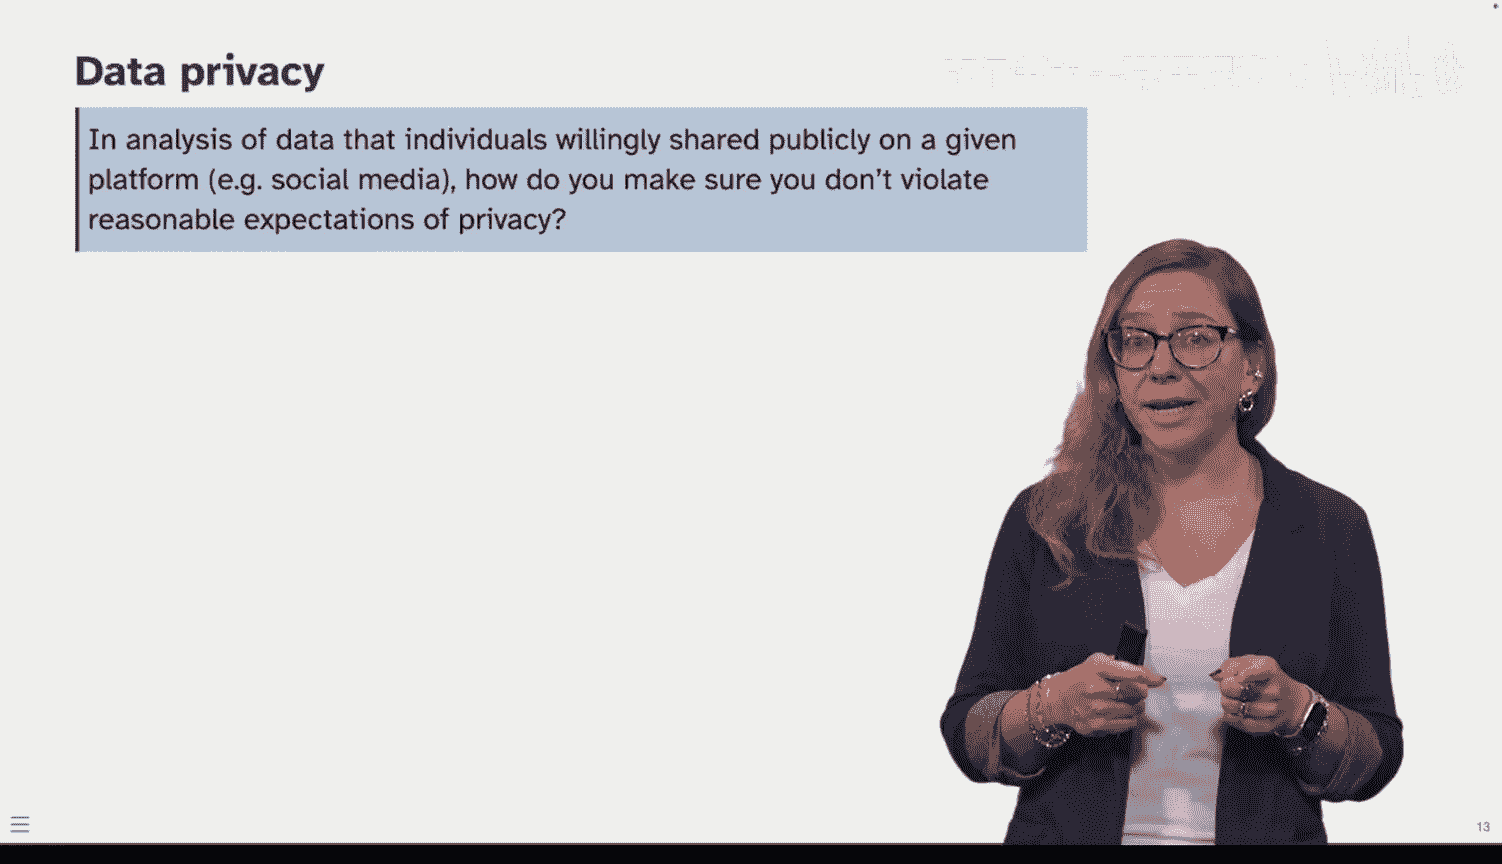 Data privacy
In analysis of data that individuals willingly shared publicly on a given
platform (e.g. social media), how do you make sure you don’t violate
reasonable expectations of privacy?
13